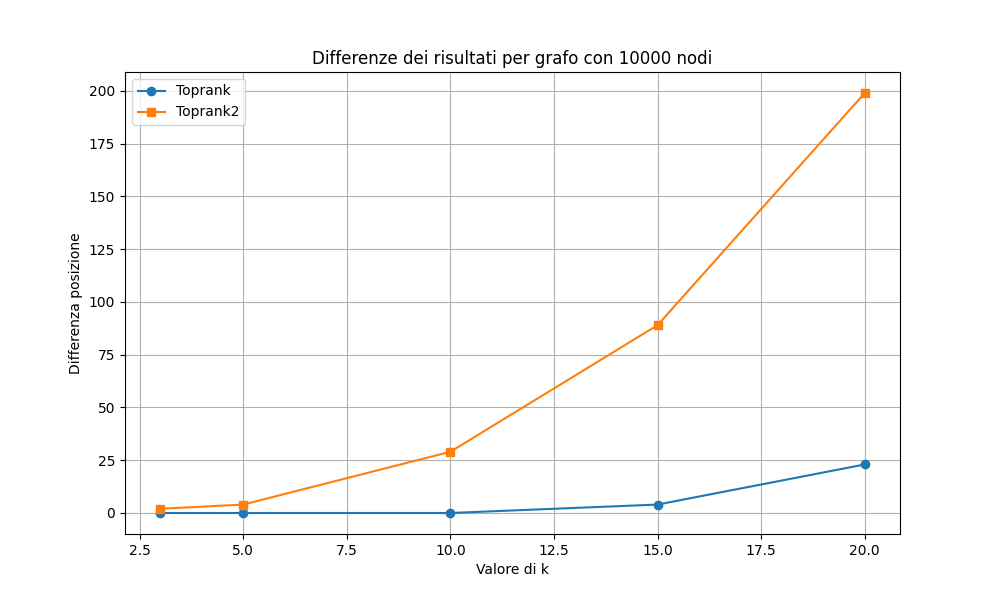 Differenze dei risultati per grafo con 10000 nodi
Toprank
Toprank2
Differenza posizione
200
175
150
125
100
75
50
25
0
2.5 5.0 7.5 10.0 12.5 15.0 17.5 20.0
Valore di k